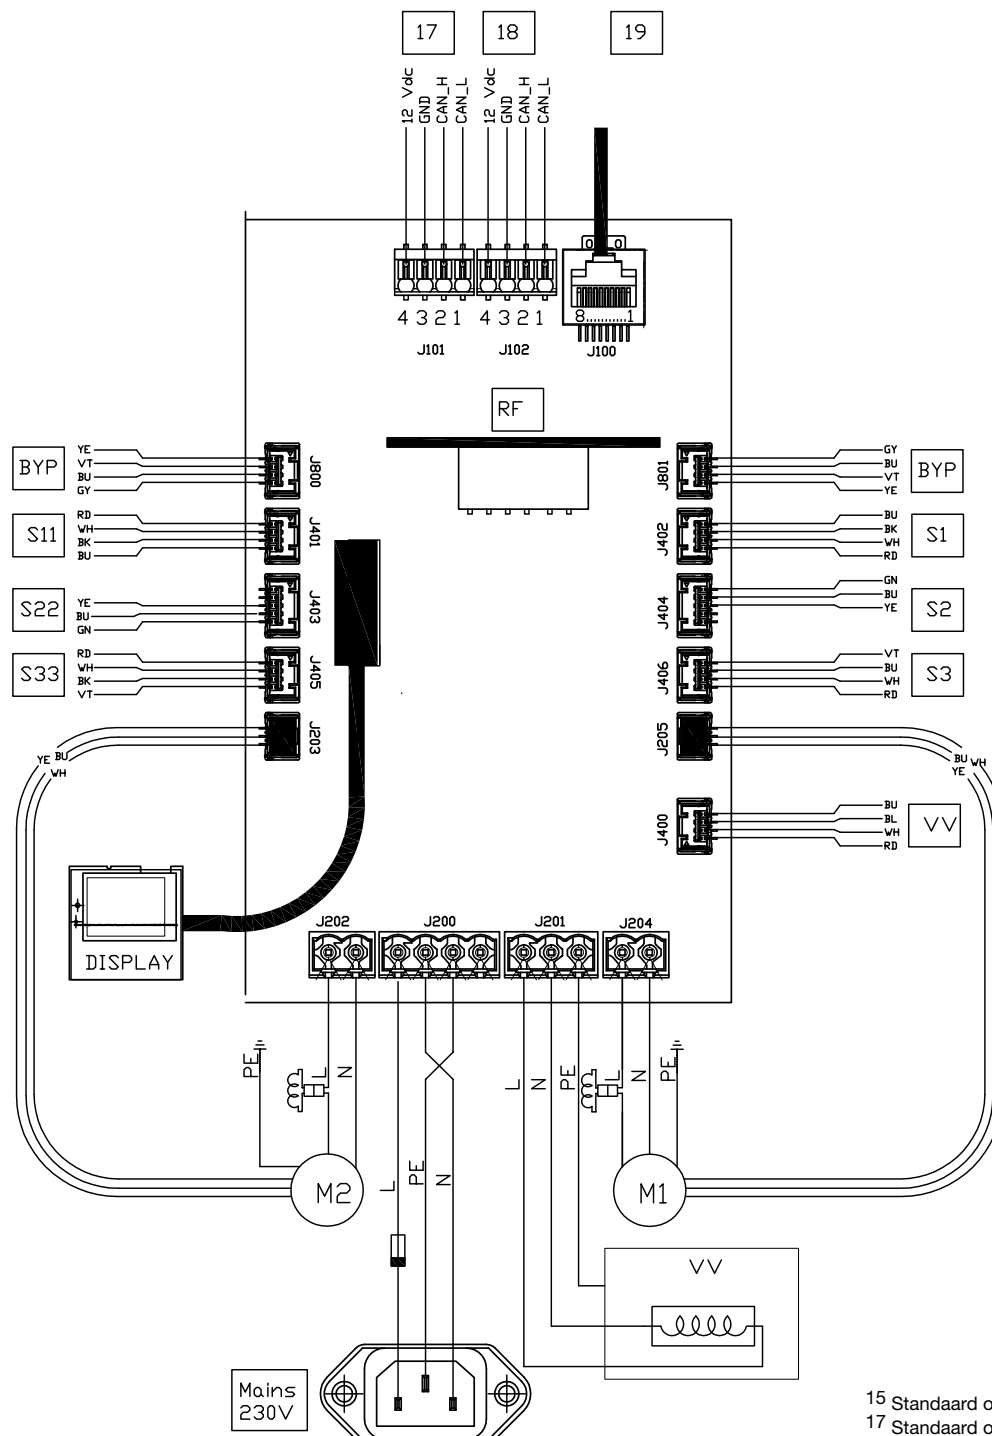 17 18 19
12 Vdc
GND
CAN_H
CAN_L
12 Vdc
GND
CAN_H
CAN_L
4 3 2 1
4 3 2 1
8 1
J101
J102
J100
RF
BYP
YE
VT
BU
GY
J800
S11
RD
WH
BK
BU
J401
S22
YE
BU
GN
J403
S33
RD
WH
BK
VT
J405
J203
YE BU
WH
J801
GY
BU
VT
YE
BYP
J402
BU
BK
WH
RD
S1
J404
GN
BU
YE
S2
J406
VT
BU
WH
RD
S3
J205
BU WH
YE
J400
BU
BL
WH
RD
VV
DISPLAY
J202
J200
J201
J204
PE
L
N
L
PE
N
L
N
PE
L
N
PE
M2
M1
VV
Mains
230V
15 Standaard o
17 Standaard o